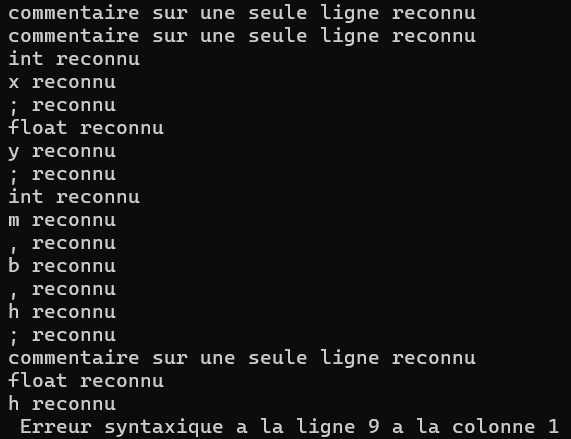 commentaire sur une seule ligne reconnu
commentaire sur une seule ligne reconnu
int reconnu
x reconnu
; reconnu
float reconnu
y reconnu
; reconnu
int reconnu
m reconnu
, reconnu
b reconnu
, reconnu
h reconnu
; reconnu
commentaire sur une seule ligne reconnu
float reconnu
h reconnu
 Erreur syntaxique a la ligne 9 a la colonne 1